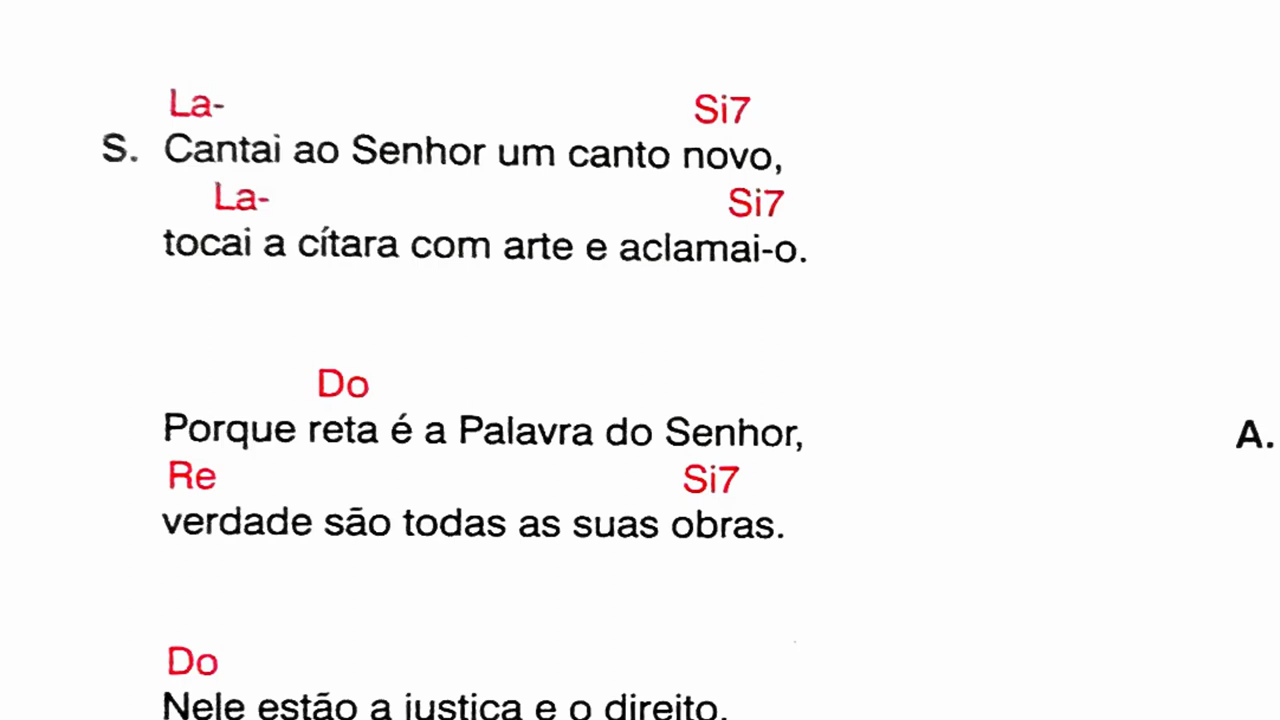 La- Si7
S. Cantai ao Senhor um canto novo,
La- Si7
tocai a cítara com arte e aclamai-o.
Do
Porque reta é a Palavra do Senhor,
A.
Re Si7
verdade são todas as suas obras.
Do
Nele estão a justiça e o direito,